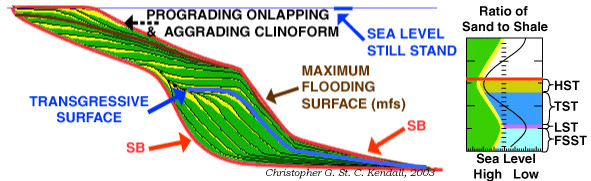 PROGRADING ONLAPPING
& AGGRADING CLINOFORM
SEA LEVEL
STILL STAND
MAXIMUM
FLOODING
SURFACE (mfs)
TRANSGRESSIVE
SURFACE
SB
SB
Christopher G. St. C. Kendall, 2003
Ratio of
Sand to Shale
HST
TST
LST
FSST
Sea Level
High Low